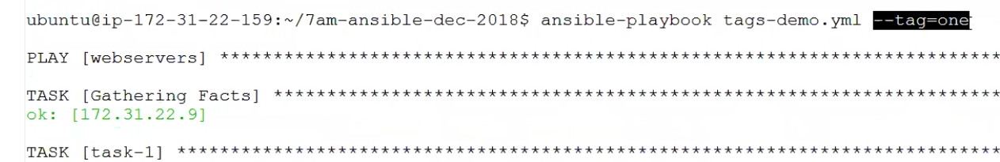 ubuntu@ip-172-31-22-159:~/7am-ansible-dec-2018$ ansible-playbook tags-demo.yml --tag=one
PLAY [webservers] *************************************************************************
TASK [Gathering Facts] ********************************************************************
ok: [172.31.22.9]
TASK [task-1] *****************************************************************************